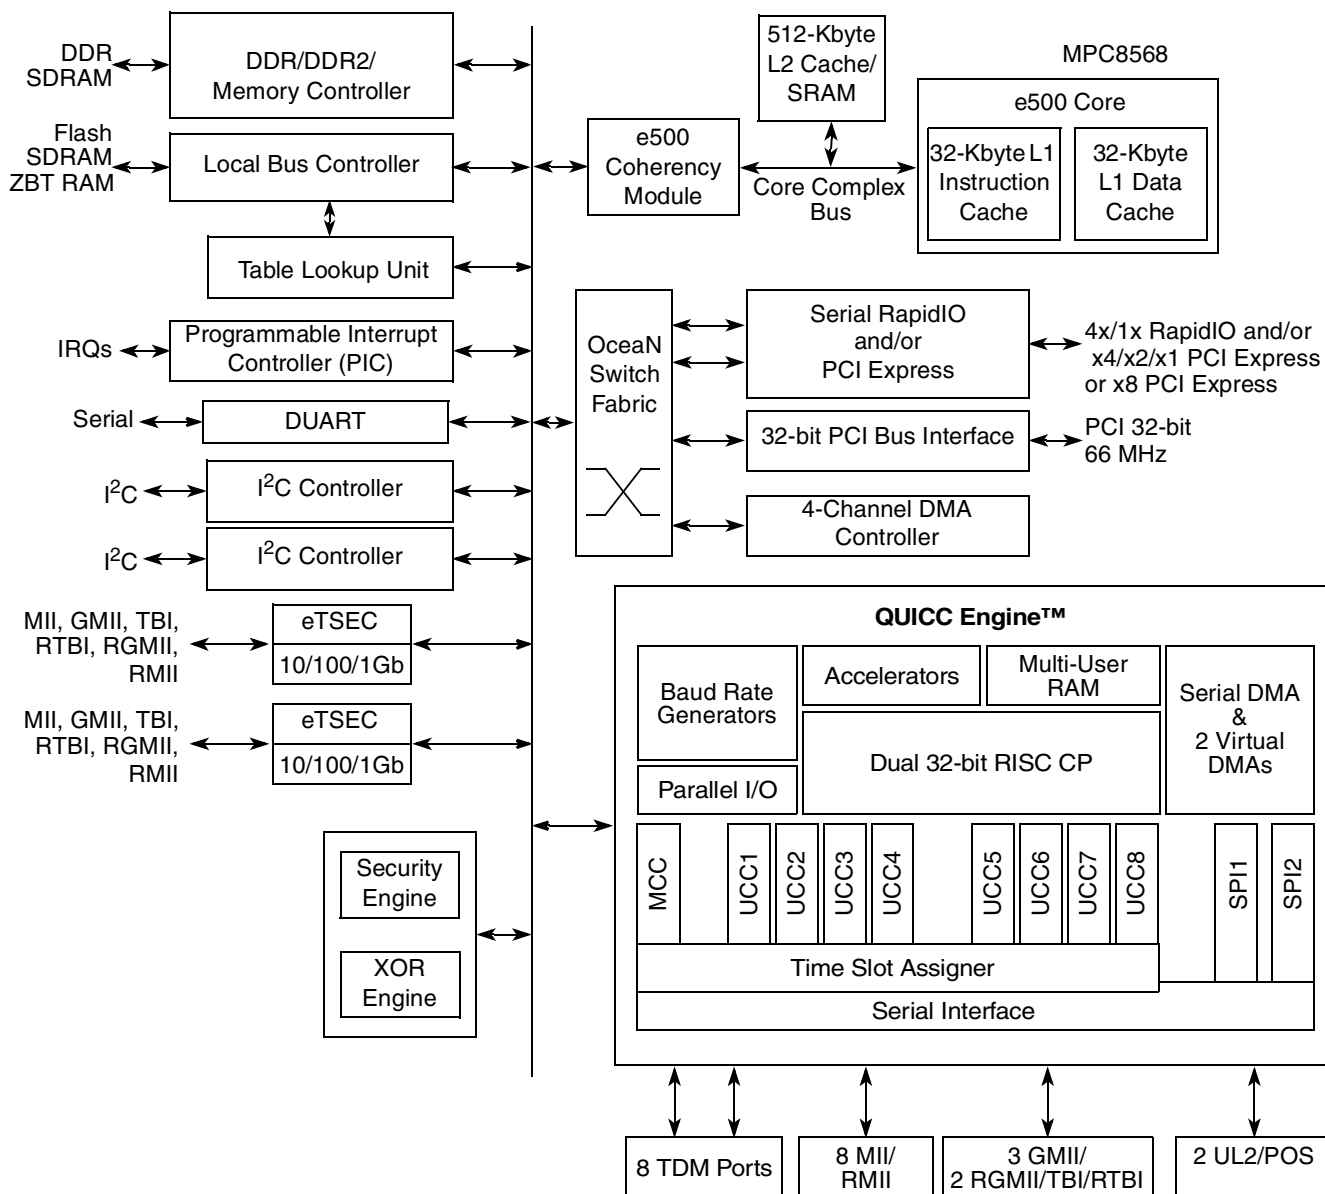 DDR
SDRAM
DDR/DDR2/
Memory Controller
Flash
SDRAM
ZBT RAM
Local Bus Controller
Table Lookup Unit
IRQs
Programmable Interrupt
Controller (PIC)
Serial
DUART
I²C
I²C Controller
I²C
I²C Controller
MII, GMII, TBI,
RTBI, RGMII,
RMII
eTSEC
10/100/1Gb
MII, GMII, TBI,
RTBI, RGMII,
RMII
eTSEC
10/100/1Gb
Security
Engine
XOR
Engine
512-Kbyte
L2 Cache/
SRAM
e500
Coherency
Module
Core Complex
Bus
MPC8568
e500 Core
32-Kbyte L1
Instruction
Cache
32-Kbyte
L1 Data
Cache
OceaN
Switch
Fabric
Serial RapidIO
and/or
PCI Express
4x/1x RapidIO and/or
x4/x2/x1 PCI Express
or x8 PCI Express
32-bit PCI Bus Interface
PCI 32-bit
66 MHz
4-Channel DMA
Controller
QUICC Engine™
Baud Rate
Generators
Accelerators
Multi-User
RAM
Serial DMA
&
2 Virtual
DMAs
Parallel I/O
Dual 32-bit RISC CP
MCC
UCC1
UCC2
UCC3
UCC4
UCC5
UCC6
UCC7
UCC8
SPI1
SPI2
Time Slot Assigner
Serial Interface
8 TDM Ports
8 MII/
RMII
3 GMII/
2 RGMII/TBI/RTBI
2 UL2/POS